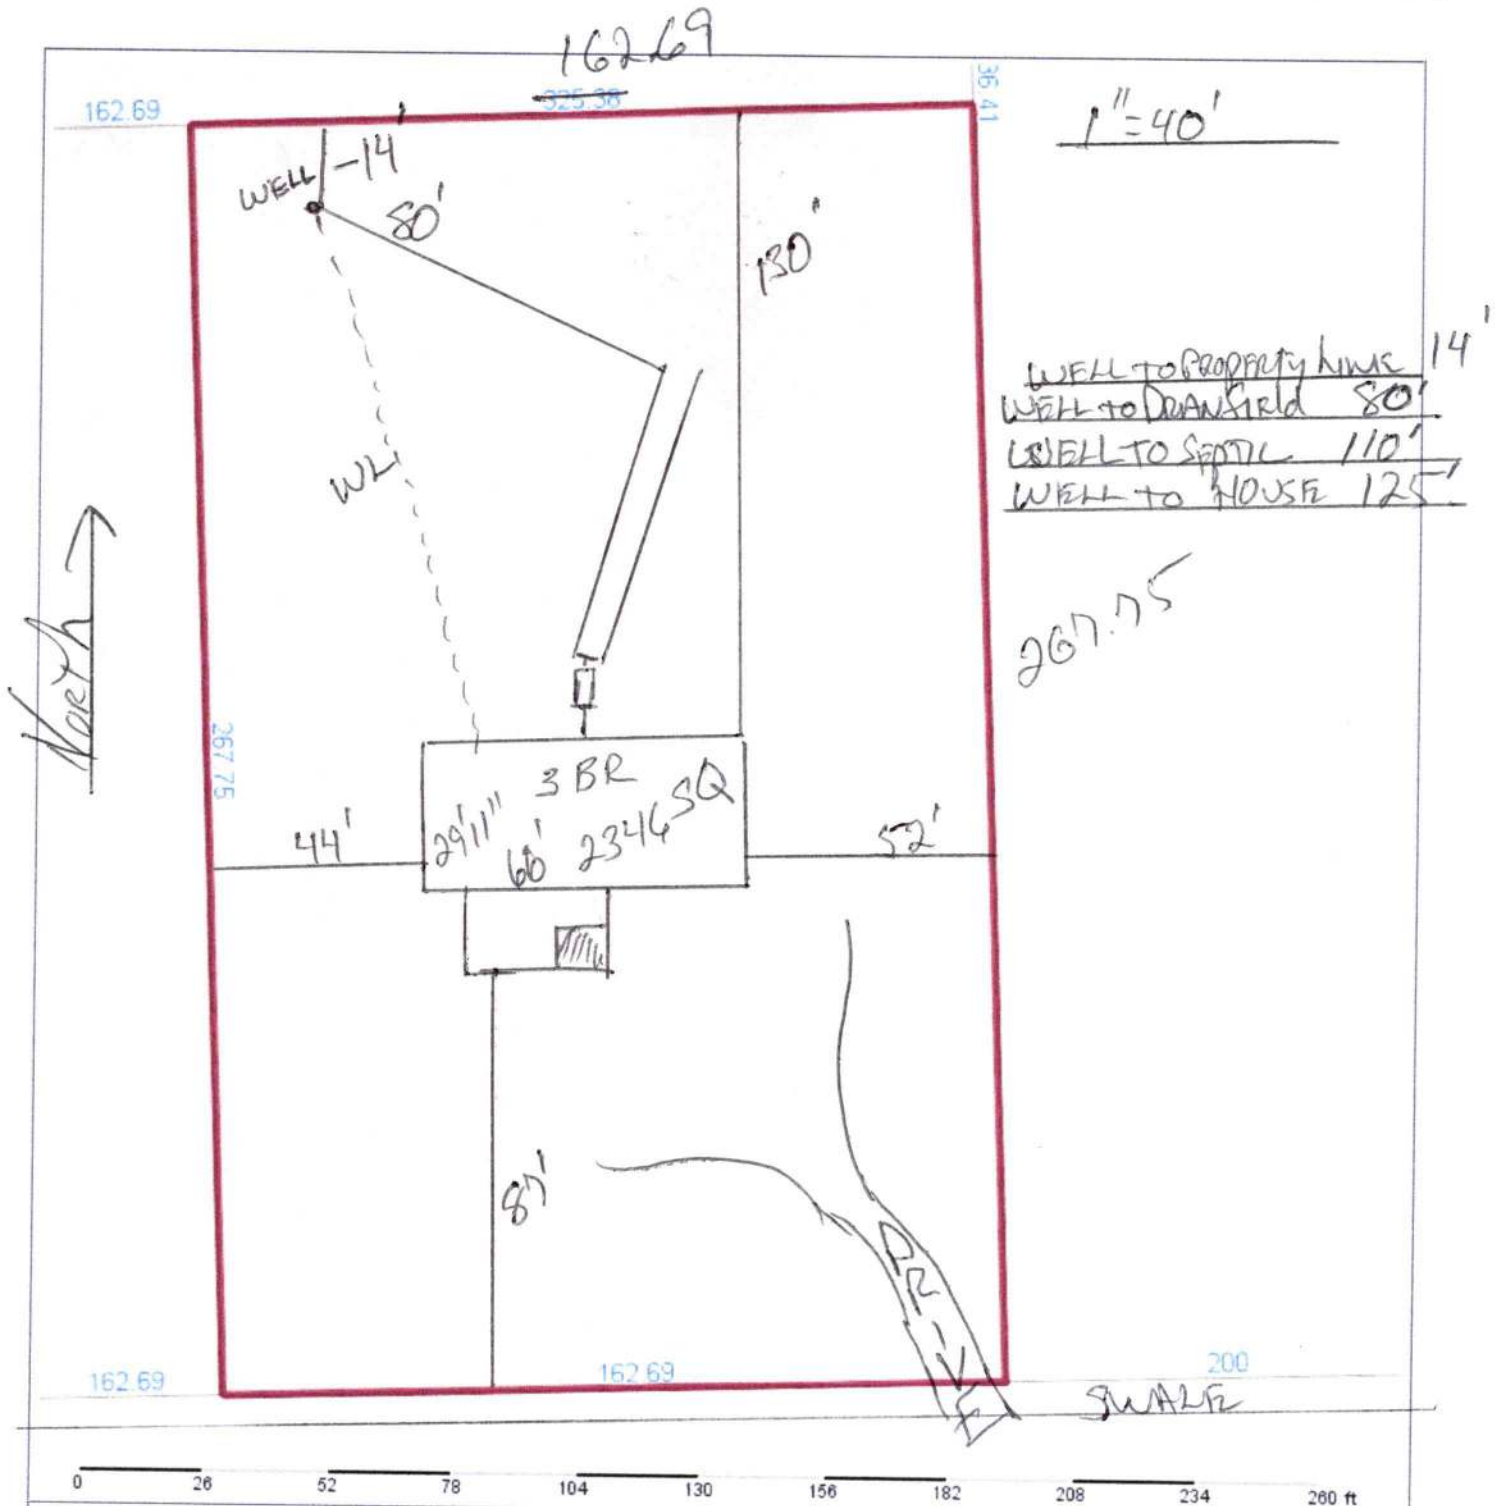 16269
325.38
162.69
36.41
1"=40'
WELL -14'
80'
130'
WELL TO PROPERTY LINE 14'
WELL TO DRANFIELD 80'
WELL TO SEPTIC 110'
WELL TO HOUSE 125'
WL
North
267.75
267.75
3 BR
29'11"
60'
2346 SQ
44'
52'
87'
DRIVE
162.69
162.69
200
SWALE
0 26 52 78 104 130 156 182 208 234 260 ft